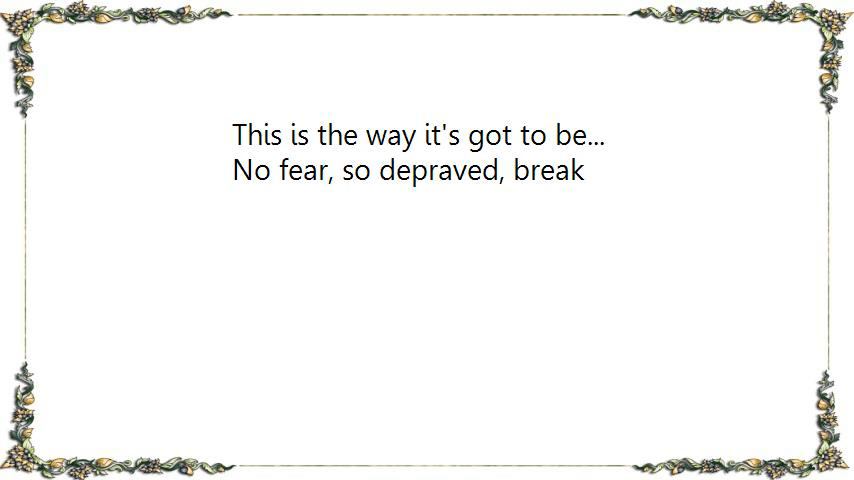 This is the way it's got to be...
No fear, so depraved, break